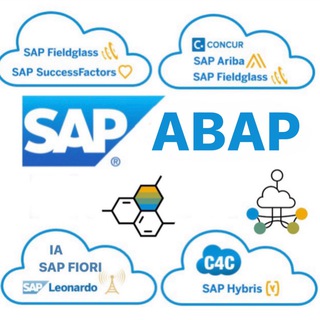 SAP Fieldglass
SAP SuccessFactors
CONCUR
SAP Ariba
SAP Fieldglass
SAP ® ABAP
IA
SAP FIORI
SAP Leonardo
C4C
SAP Hybris (Y)